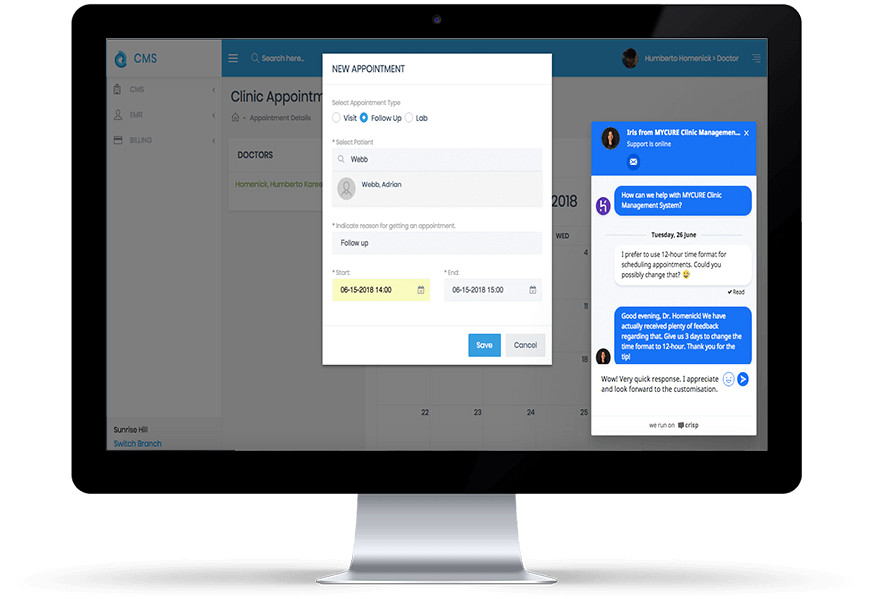 CMS
Search here..
Humberto Homenick > Doctor
CMS
EMR
BILLING
Sunrise Hill
Switch Branch
Clinic Appointm
Appointment Details
DOCTORS
Homenick, Humberto Koree
2018
WED
4
11
18
22 23 24 25
NEW APPOINTMENT
Select Appointment Type
Visit Follow Up Lab
* Select Patient
Webb
Webb, Adrian
* Indicate reason for getting an appointment.
Follow up
* Start: * End:
06-15-2018 14:00 06-15-2018 15:00
Save Cancel
Iris from MYCURE Clinic Managemen...
Support is online
How can we help with MYCURE Clinic
Management System?
Tuesday, 26 June
I prefer to use 12-hour time format for
scheduling appointments. Could you
possibly change that?
Read
Good evening, Dr. Homenick! We have
actually received plenty of feedback
regarding that. Give us 3 days to change the
time format to 12-hour. Thank you for the
tip!
Wow! Very quick response. I appreciate
and look forward to the customisation.
we run on crisp